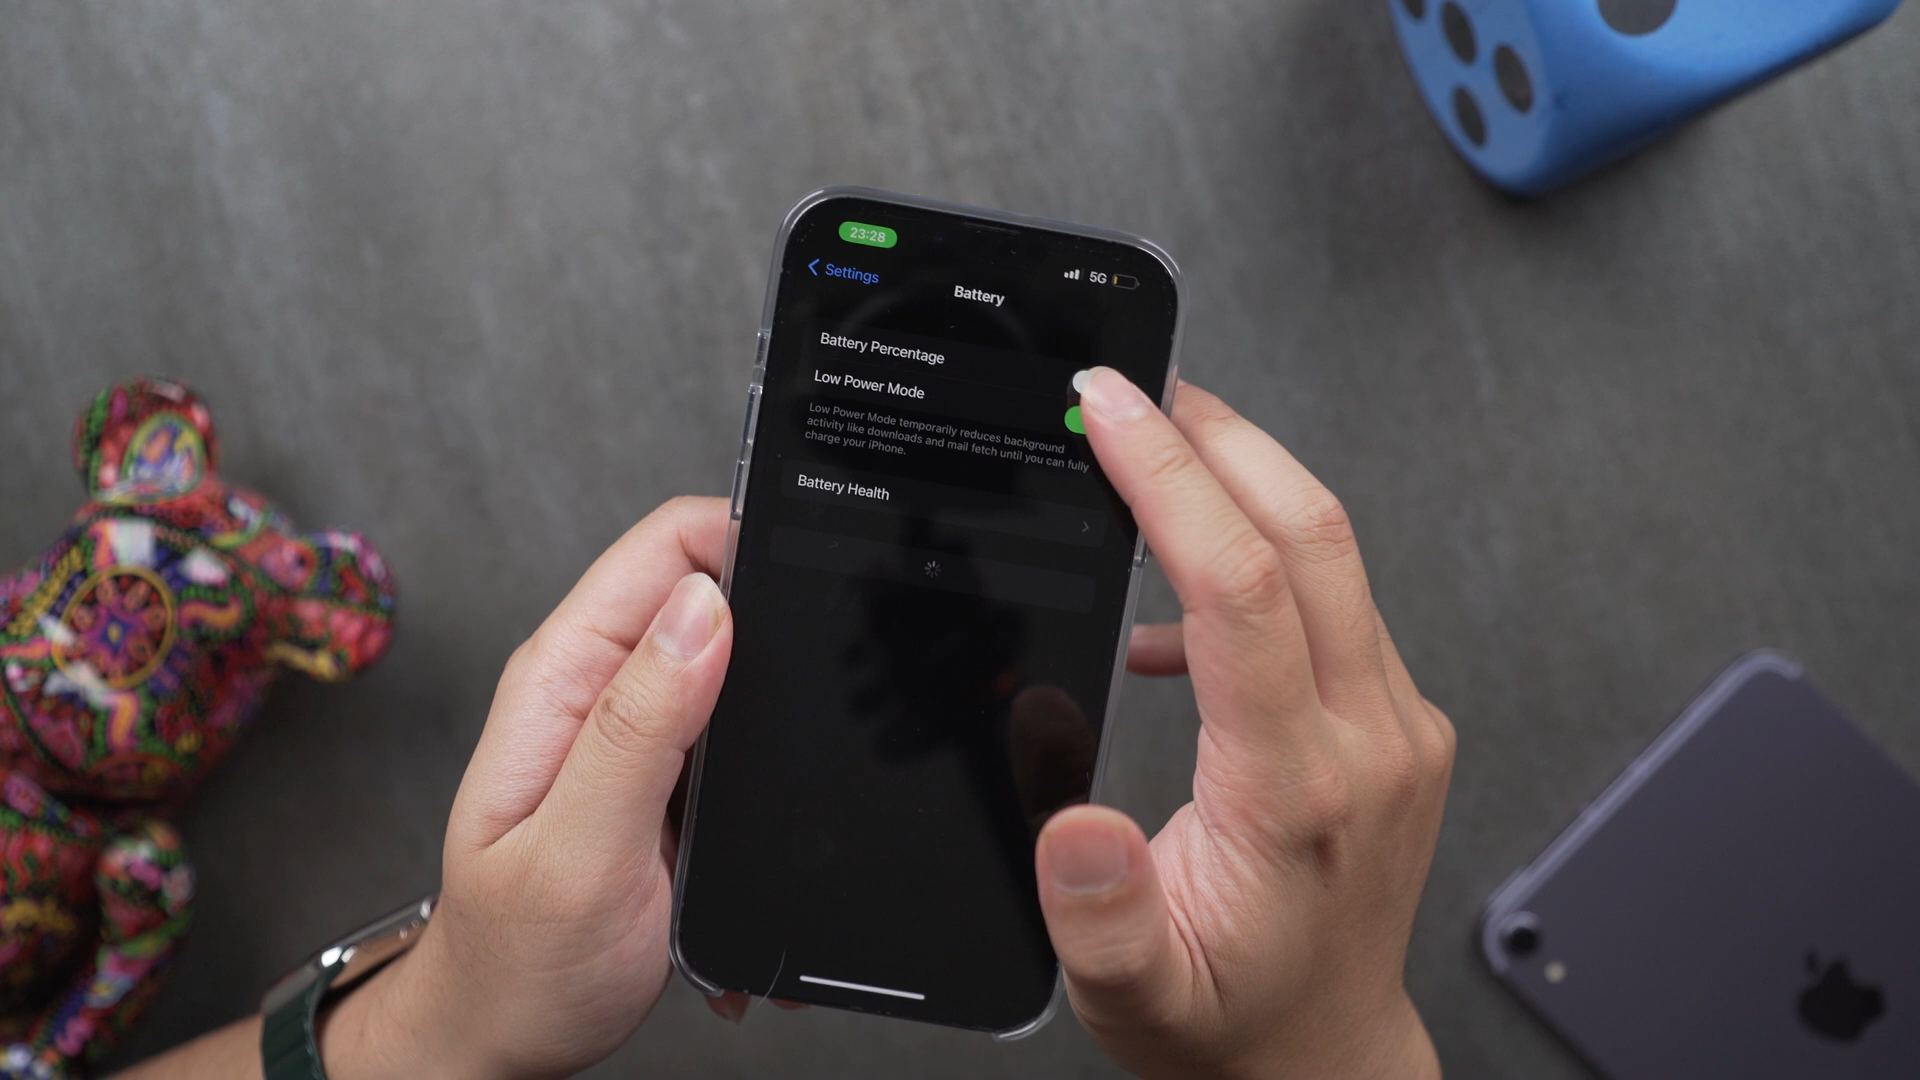 23:28
5G
Settings
Battery
Battery Percentage
Low Power Mode
Low Power Mode temporarily reduces background
activity like downloads and mail fetch until you can fully
charge your iPhone.
Battery Health